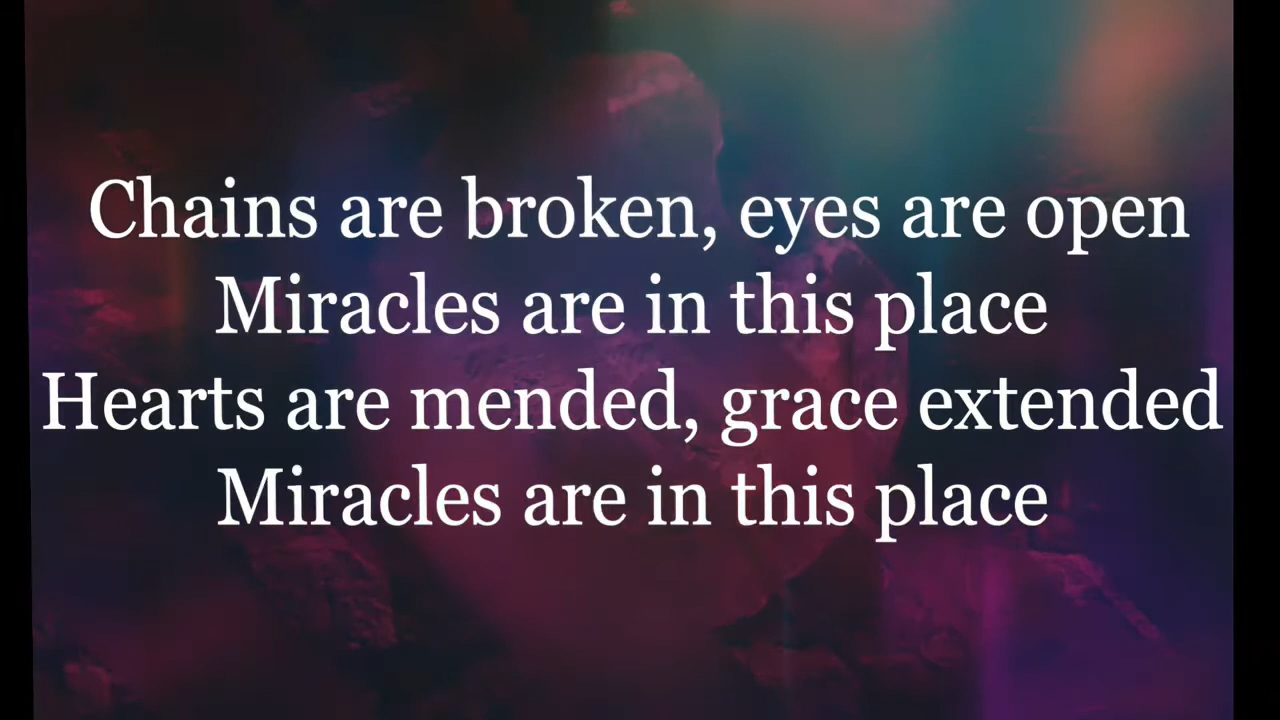 Chains are broken, eyes are open
Miracles are in this place
Hearts are mended, grace extended
Miracles are in this place